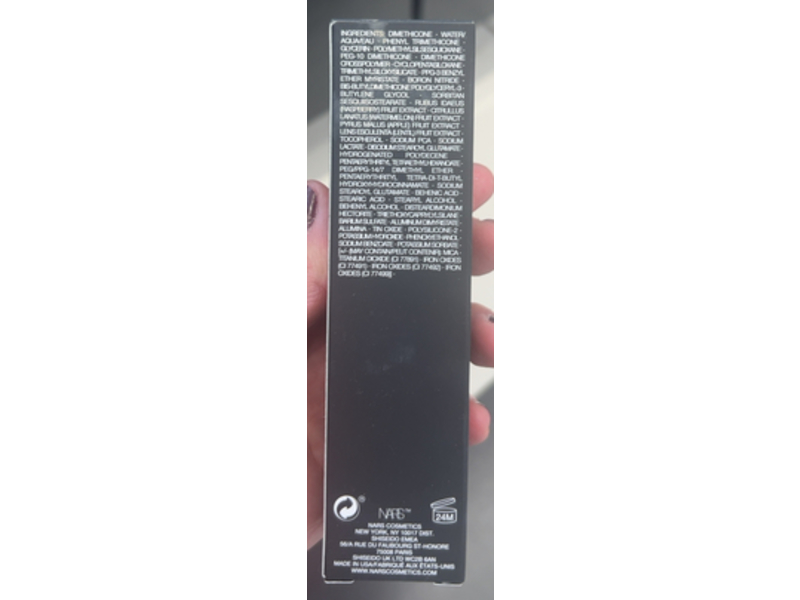 INGREDIENTS: DIMETHICONE · WATER/
AQUA/EAU · PHENYL TRIMETHICONE ·
GLYCERIN · POLYMETHYLSILSESQUIOXANE ·
PEG-10 DIMETHICONE · DIMETHICONE
CROSSPOLYMER · CYCLOPENTASILOXANE ·
TRIMETHYLSILOXYSILICATE · PPG-3 BENZYL
ETHER MYRISTATE · BORON NITRIDE ·
BIS-BUTYLDIMETHICONE POLYGLYCERYL-3 ·
BUTYLENE GLYCOL · SORBITAN
SESQUIISOSTEARATE · RUBUS IDAEUS
(RASPBERRY) FRUIT EXTRACT · CITRULLUS
LANATUS (WATERMELON) FRUIT EXTRACT ·
PYRUS MALUS (APPLE) FRUIT EXTRACT ·
LENS ESCULENTA (LENTIL) FRUIT EXTRACT ·
TOCOPHEROL · SODIUM PCA · SODIUM
LACTATE · DISODIUM STEAROYL GLUTAMATE ·
HYDROGENATED POLYDECENE ·
PENTAERYTHRITYL TETRAETHYLHEXANOATE ·
PEG/PPG-14/7 DIMETHYL ETHER ·
PENTAERYTHRITYL TETRA-DI-T-BUTYL
HYDROXYHYDROCINNAMATE · SODIUM
STEAROYL GLUTAMATE · BEHENIC ACID ·
STEARIC ACID · STEARYL ALCOHOL ·
BEHENYL ALCOHOL · DISTEARDIMONIUM
HECTORITE · TRIETHOXYCAPRYLYLSILANE ·
BARIUM SULFATE · ALUMINUM DIMYRISTATE ·
ALUMINA · TIN OXIDE · POLYSILICONE-2 ·
POTASSIUM HYDROXIDE · PHENOXYETHANOL ·
SODIUM BENZOATE · POTASSIUM SORBATE ·
[+/- (MAY CONTAIN/PEUT CONTENIR): MICA ·
TITANIUM DIOXIDE (CI 77891) · IRON OXIDES
(CI 77491) · IRON OXIDES (CI 77492) · IRON
OXIDES (CI 77499)] ·
NARS™
24M
NARS COSMETICS
NEW YORK, NY 10017 DIST.
SHISEIDO EMEA
56/A RUE DU FAUBOURG ST-HONORE
75008 PARIS
SHISEIDO UK LTD WC2B 6AN
MADE IN USA/FABRIQUÉ AUX ÉTATS-UNIS
WWW.NARSCOSMETICS.COM